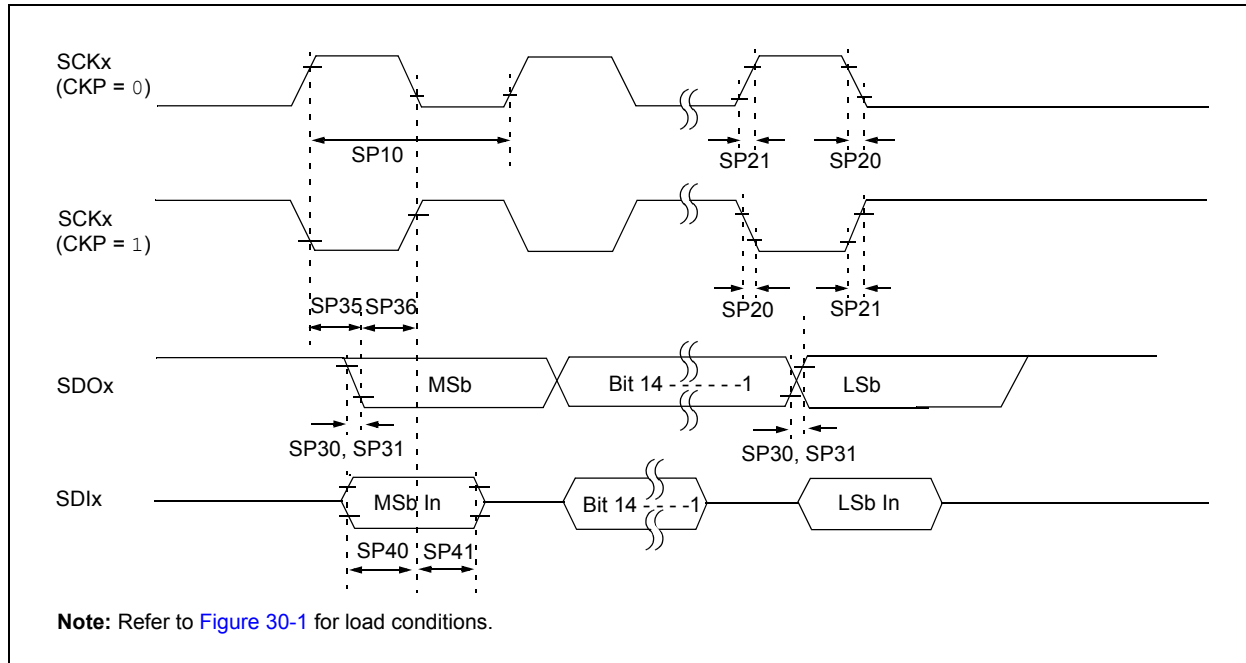 SCKx
(CKP = 0)
SP10
SP21
SP20
SCKx
(CKP = 1)
SP35
SP36
SP20
SP21
SDOx
MSb
Bit 14 - - - - - -1
LSb
SP30, SP31
SP30, SP31
SDIx
MSb In
Bit 14 - - - -1
LSb In
SP40
SP41
Note: Refer to Figure 30-1 for load conditions.